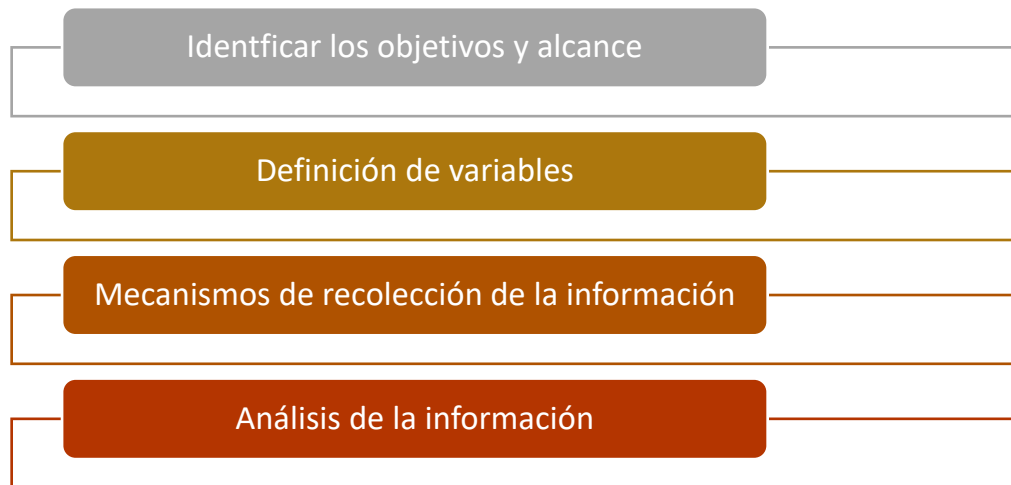 Identficar los objetivos y alcance
Definición de variables
Mecanismos de recolección de la información
Análisis de la información